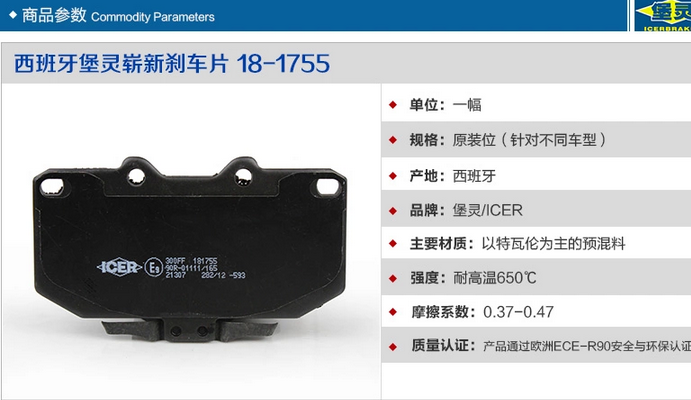 商品参数 Commodity Parameters
堡灵
ICERBRAK
西班牙堡灵崭新刹车片 18-1755
单位：一幅
规格：原装位（针对不同车型）
产地：西班牙
品牌：堡灵/ICER
主要材质：以特瓦伦为主的预混料
强度：耐高温650℃
摩擦系数：0.37-0.47
质量认证：产品通过欧洲ECE-R90安全与环保认证
ICER E9 300FF 181755
90R-01111/165
21307 282/12 -593